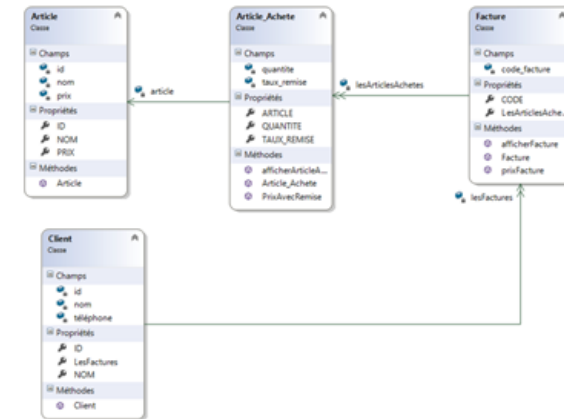 Article
Classe
Champs
id
nom
prix
Propriétés
ID
NOM
PRIX
Méthodes
Article
article
Article_Achete
Classe
Champs
quantite
taux_remise
Propriétés
ARTICLE
QUANTITE
TAUX_REMISE
Méthodes
afficherArticleA...
Article_Achete
PrixAvecRemise
lesArticlesAchetes
Facture
Classe
Champs
code_facture
Propriétés
CODE
LesArticlesAche...
Méthodes
afficherFacture
Facture
prixFacture
lesFactures
Client
Classe
Champs
id
nom
téléphone
Propriétés
ID
LesFactures
NOM
Méthodes
Client